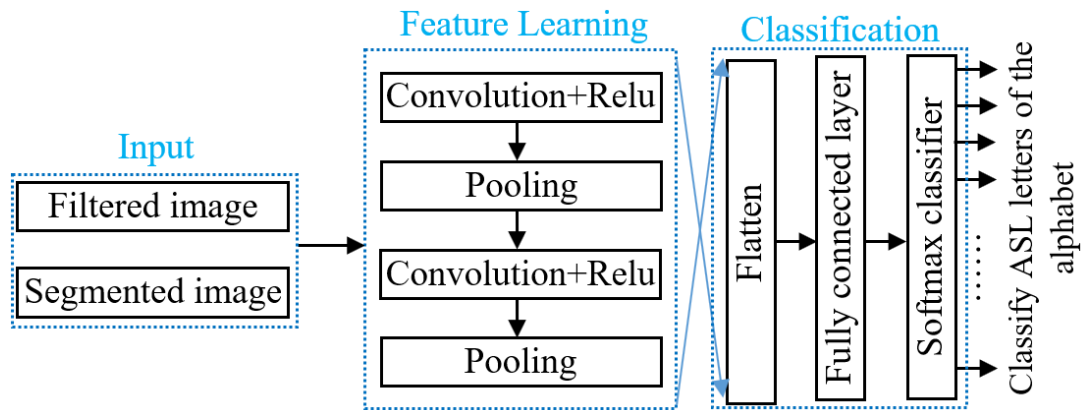 Input
Filtered image
Segmented image
Feature Learning
Convolution+Relu
Pooling
Convolution+Relu
Pooling
Classification
Flatten
Fully connected layer
Softmax classifier
......
Classify ASL letters of the
alphabet